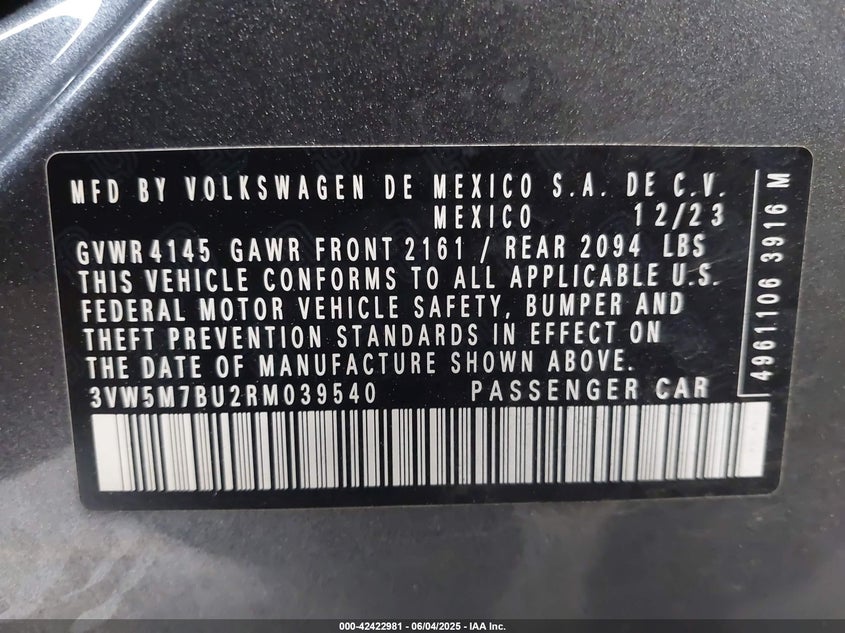 MFD BY VOLKSWAGEN DE MEXICO S.A. DE C.V.
MEXICO 12/23
GVWR 4145 GAWR FRONT 2161 / REAR 2094 LBS
THIS VEHICLE CONFORMS TO ALL APPLICABLE U.S.
FEDERAL MOTOR VEHICLE SAFETY, BUMPER AND
THEFT PREVENTION STANDARDS IN EFFECT ON
THE DATE OF MANUFACTURE SHOWN ABOVE.
3VW5M7BU2RM039540 PASSENGER CAR
4961106 3916 M
000-42422981 - 06/04/2025 - IAA Inc.